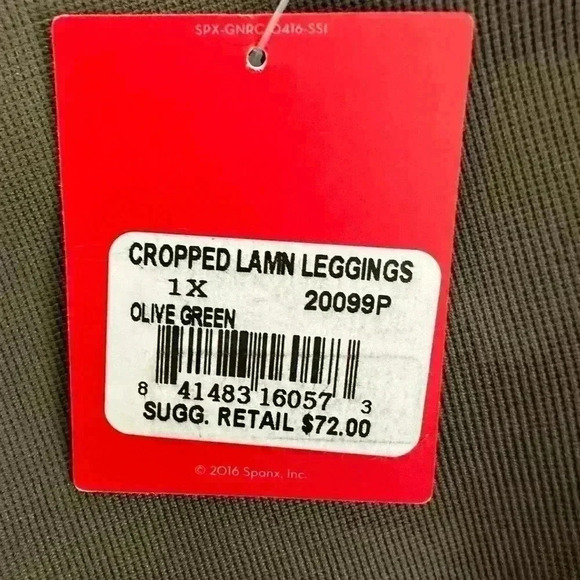 SPX-GNRC-0416-SSI
CROPPED LAMN LEGGINGS
1X 20099P
OLIVE GREEN
8 41483 16057 3
SUGG. RETAIL $72.00
© 2016 Spanx, Inc.